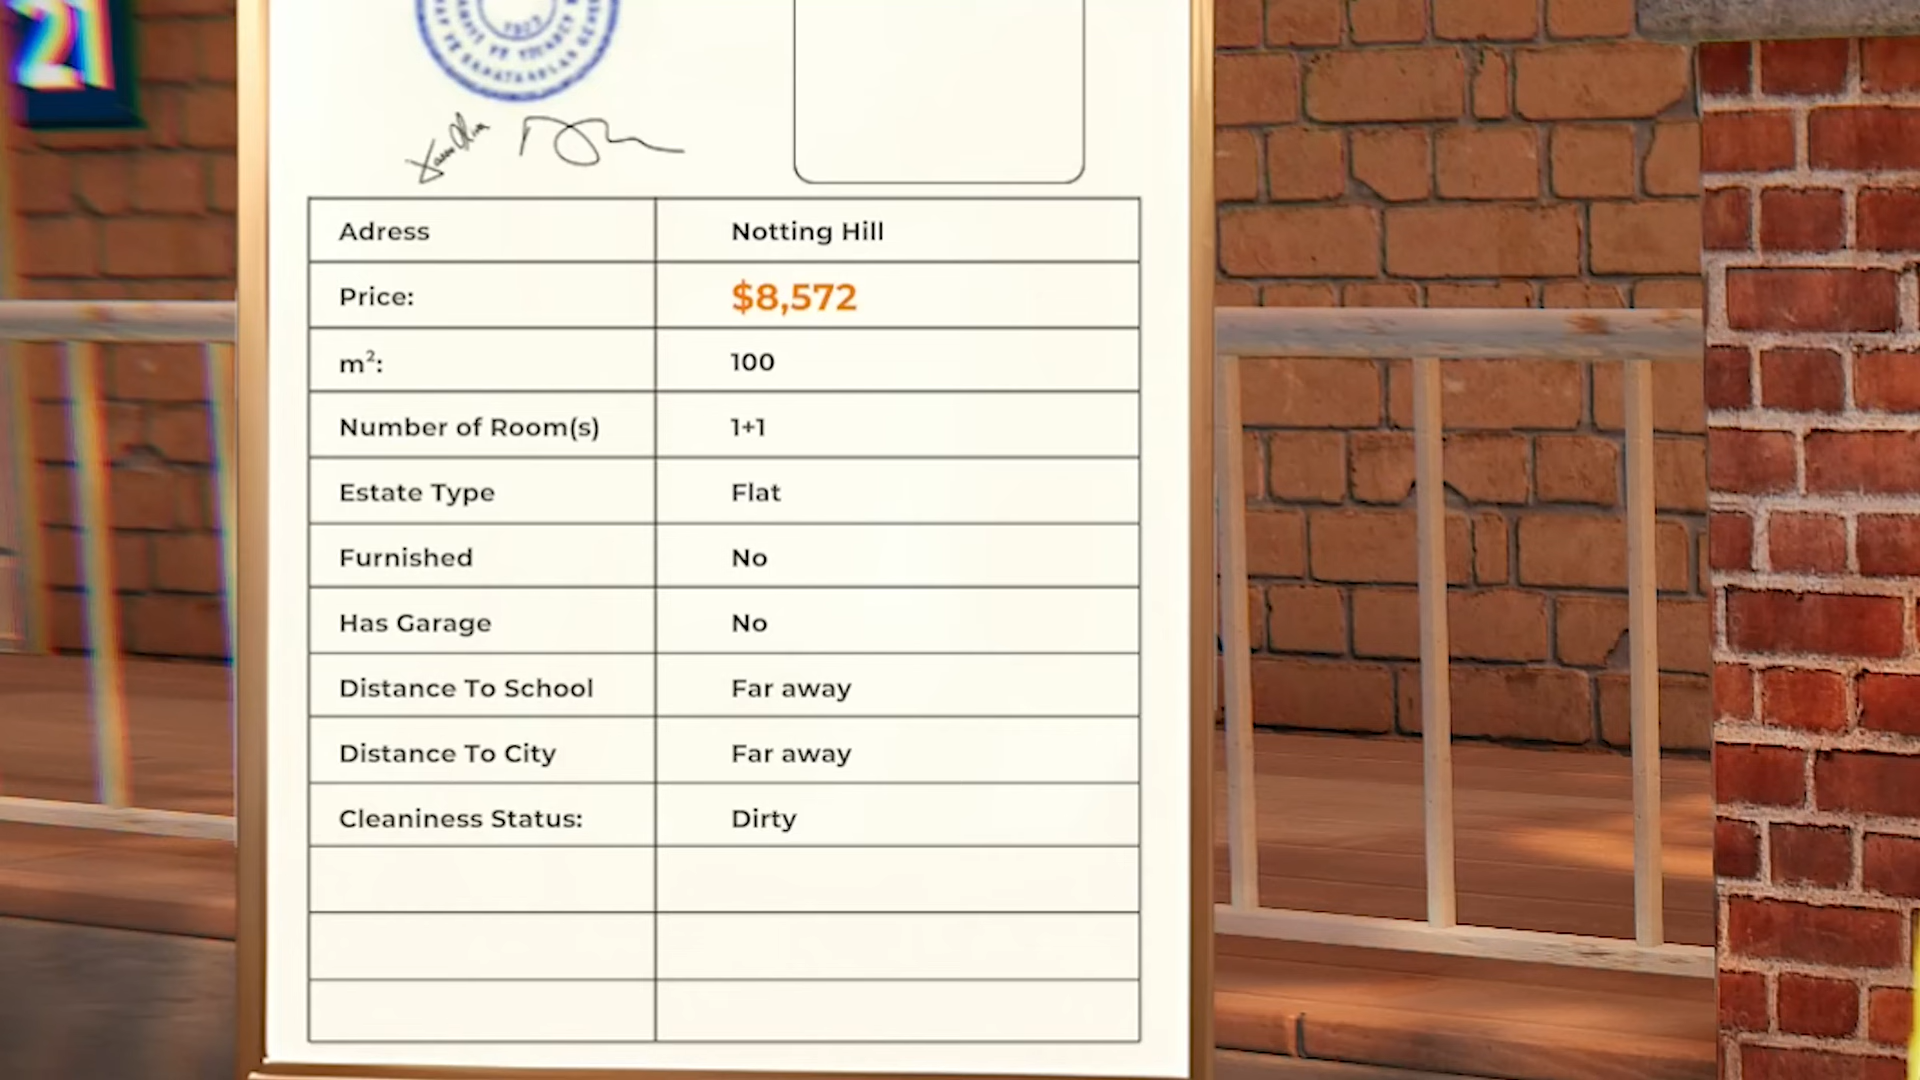 21
Adress Notting Hill
Price: $8,572
m²: 100
Number of Room(s) 1+1
Estate Type Flat
Furnished No
Has Garage No
Distance To School Far away
Distance To City Far away
Cleaniness Status: Dirty